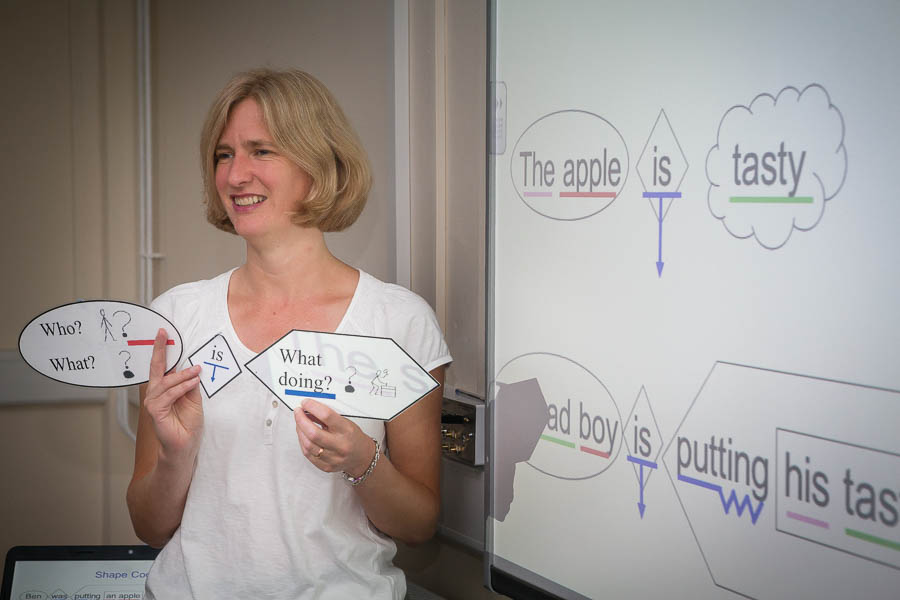 The apple is tasty
ad boy is putting his tas
Who?
What?
is
What
doing?
Shape Co
Ben was putting an apple